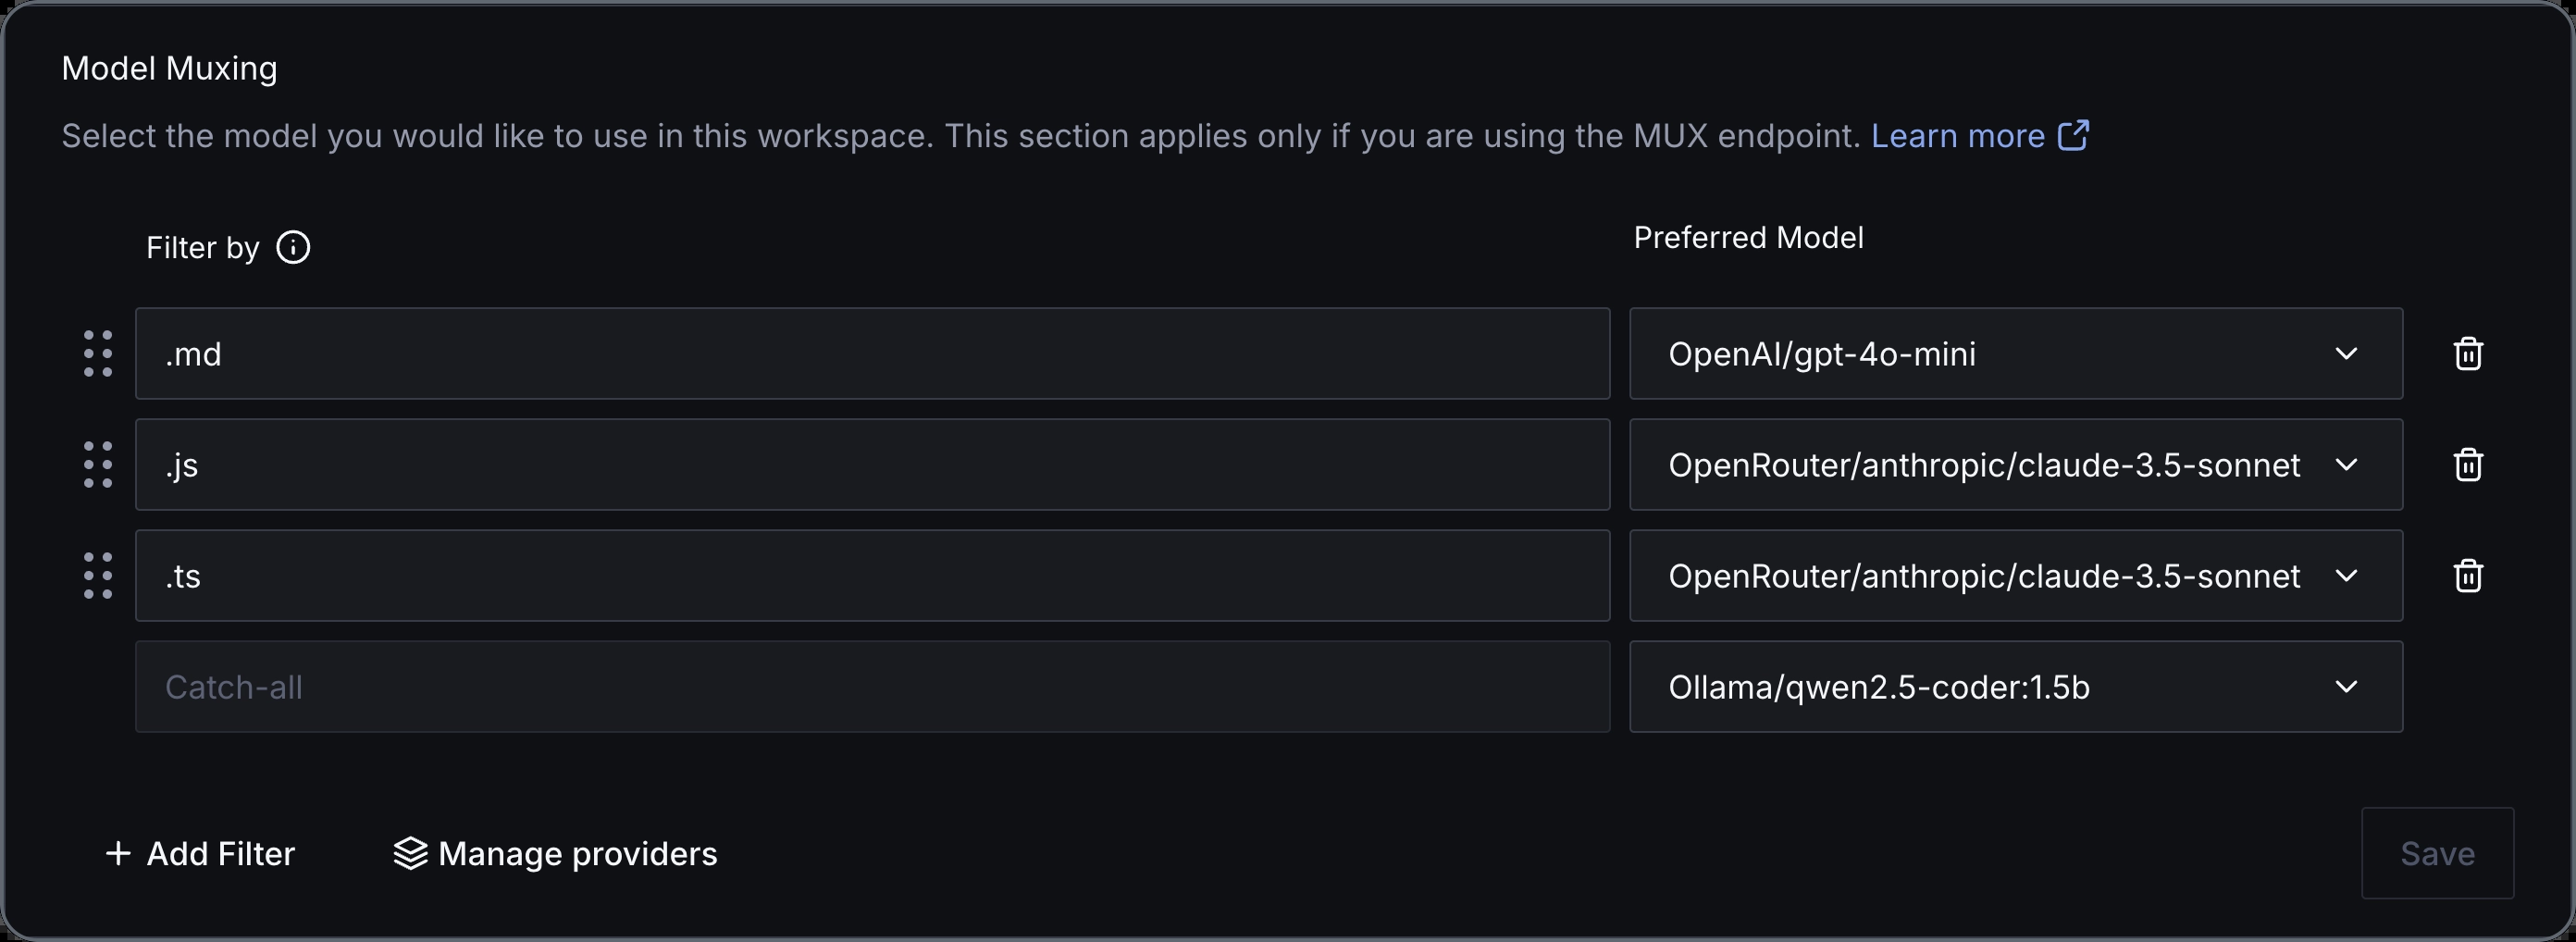 Model Muxing
Select the model you would like to use in this workspace. This section applies only if you are using the MUX endpoint. Learn more
Filter by
Preferred Model
.md
OpenAI/gpt-4o-mini
.js
OpenRouter/anthropic/claude-3.5-sonnet
.ts
OpenRouter/anthropic/claude-3.5-sonnet
Catch-all
Ollama/qwen2.5-coder:1.5b
Add Filter
Manage providers
Save